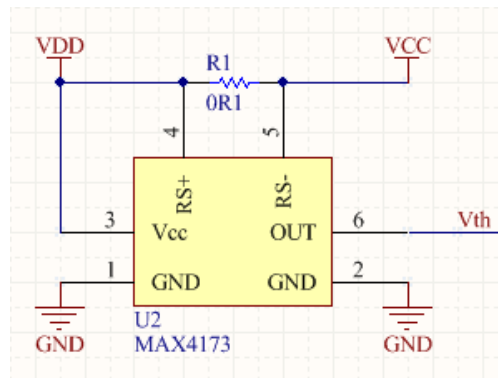 VDD
VCC
R1
0R1
4
5
RS+
RS-
3
Vcc
OUT
6
Vth
1
GND
GND
2
U2
MAX4173
GND
GND